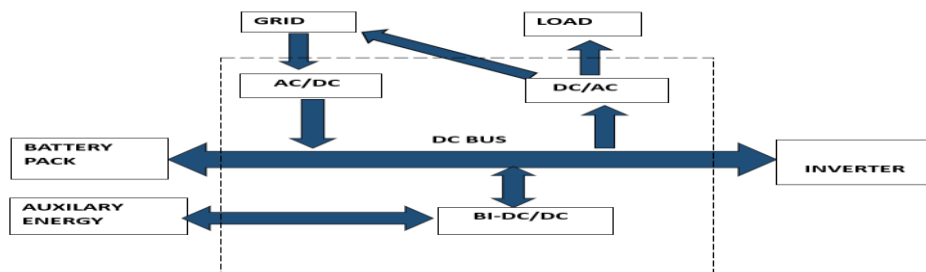 GRID
LOAD
AC/DC
DC/AC
DC BUS
BATTERY
PACK
INVERTER
AUXILARY
ENERGY
BI-DC/DC